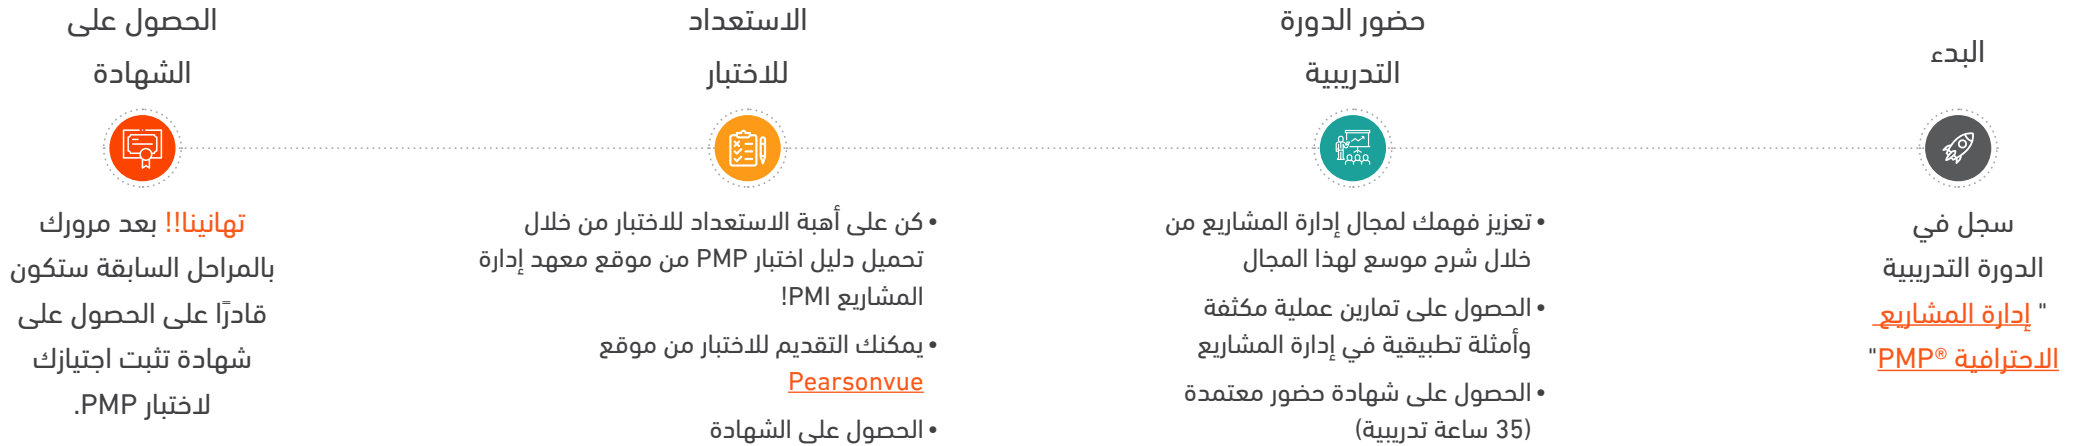 البدء
سجل في
الدورة التدريبية
" إدارة المشاريع
الاحترافية ®PMP"
حضور الدورة
التدريبية
• تعزيز فهمك لمجال إدارة المشاريع من
خلال شرح موسع لهذا المجال
• الحصول على تمارين عملية مكثفة
وأمثلة تطبيقية في إدارة المشاريع
• الحصول على شهادة حضور معتمدة
(35 ساعة تدريبية)
الاستعداد
للاختبار
• كن على أهبة الاستعداد للاختبار من خلال
تحميل دليل اختبار PMP من موقع معهد إدارة
المشاريع PMI!
• يمكنك التقديم للاختبار من موقع
Pearsonvue
• الحصول على الشهادة
الحصول على
الشهادة
تهانينا!! بعد مرورك
بالمراحل السابقة ستكون
قادرًا على الحصول على
شهادة تثبت اجتيازك
لاختبار PMP.